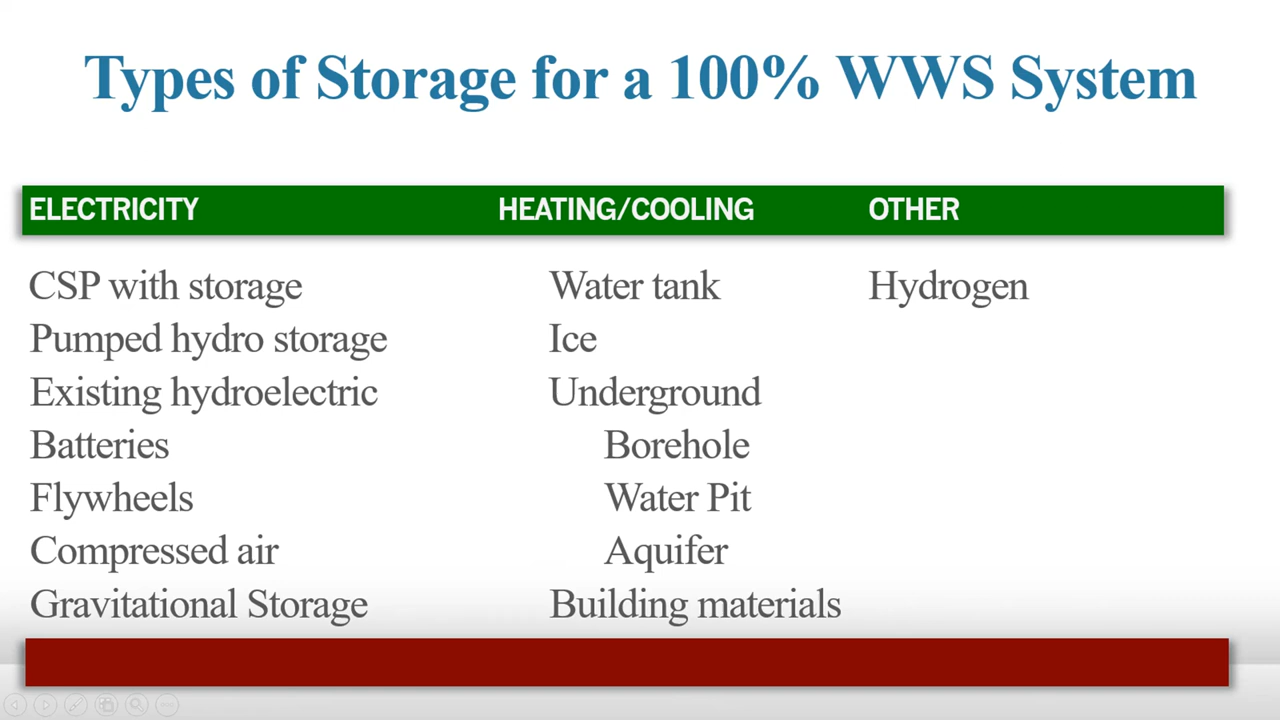 Types of Storage for a 100% WWS System
ELECTRICITY HEATING/COOLING OTHER
CSP with storage Water tank Hydrogen
Pumped hydro storage Ice
Existing hydroelectric Underground
Batteries Borehole
Flywheels Water Pit
Compressed air Aquifer
Gravitational Storage Building materials